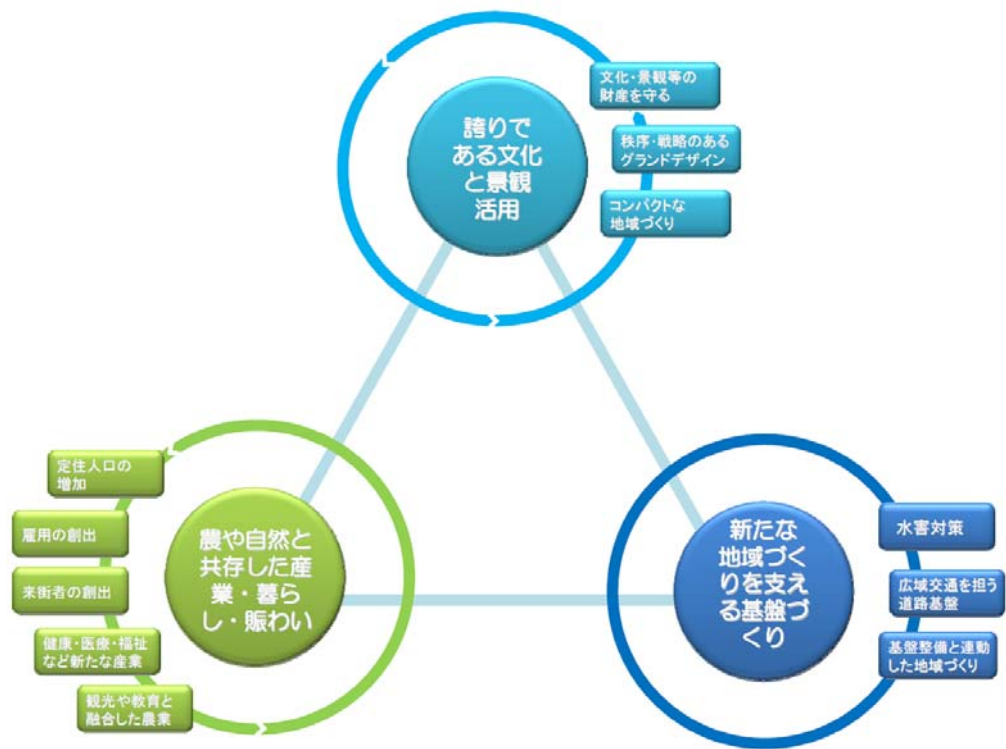 誇りで
ある文化
と景観
活用
文化・景観等の
財産を守る
秩序・戦略のある
グランドデザイン
コンパクトな
地域づくり
農や自然と
共存した産
業・暮ら
し・賑わい
定住人口の
増加
雇用の創出
来街者の創出
健康・医療・福祉
など新たな産業
観光や教育と
融合した農業
新たな
地域づく
りを支え
る基盤づ
くり
水害対策
広域交通を担う
道路基盤
基盤整備と連動
した地域づくり